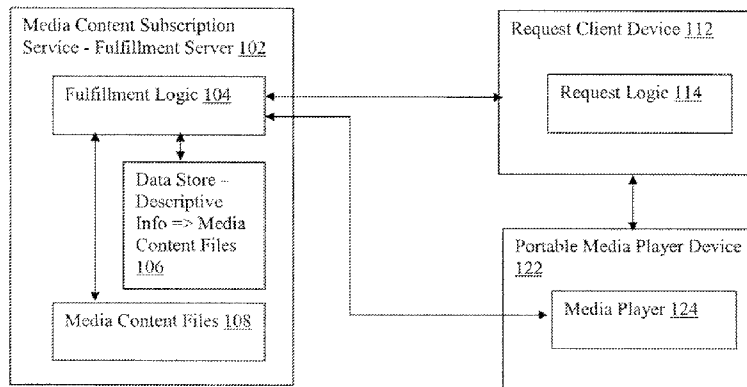 Media Content Subscription
Service - Fulfillment Server 102
Fulfillment Logic 104
Data Store –
Descriptive
Info => Media
Content Files
106
Media Content Files 108
Request Client Device 112
Request Logic 114
Portable Media Player Device
122
Media Player 124